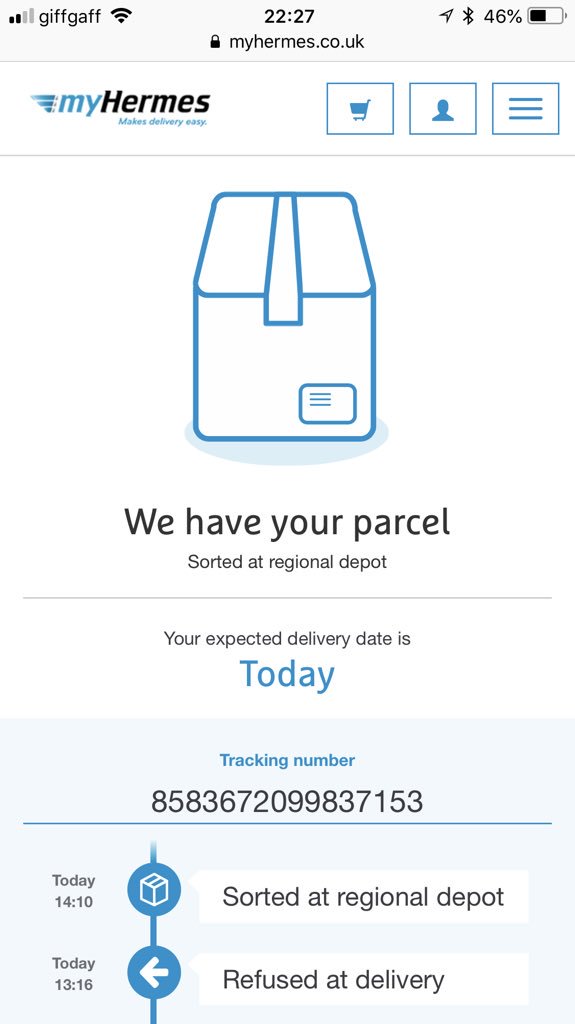 giffgaff 22:27 46%
myhermes.co.uk
myHermes
Makes delivery easy.
We have your parcel
Sorted at regional depot
Your expected delivery date is
Today
Tracking number
8583672099837153
Today
14:10
Sorted at regional depot
Today
13:16
Refused at delivery